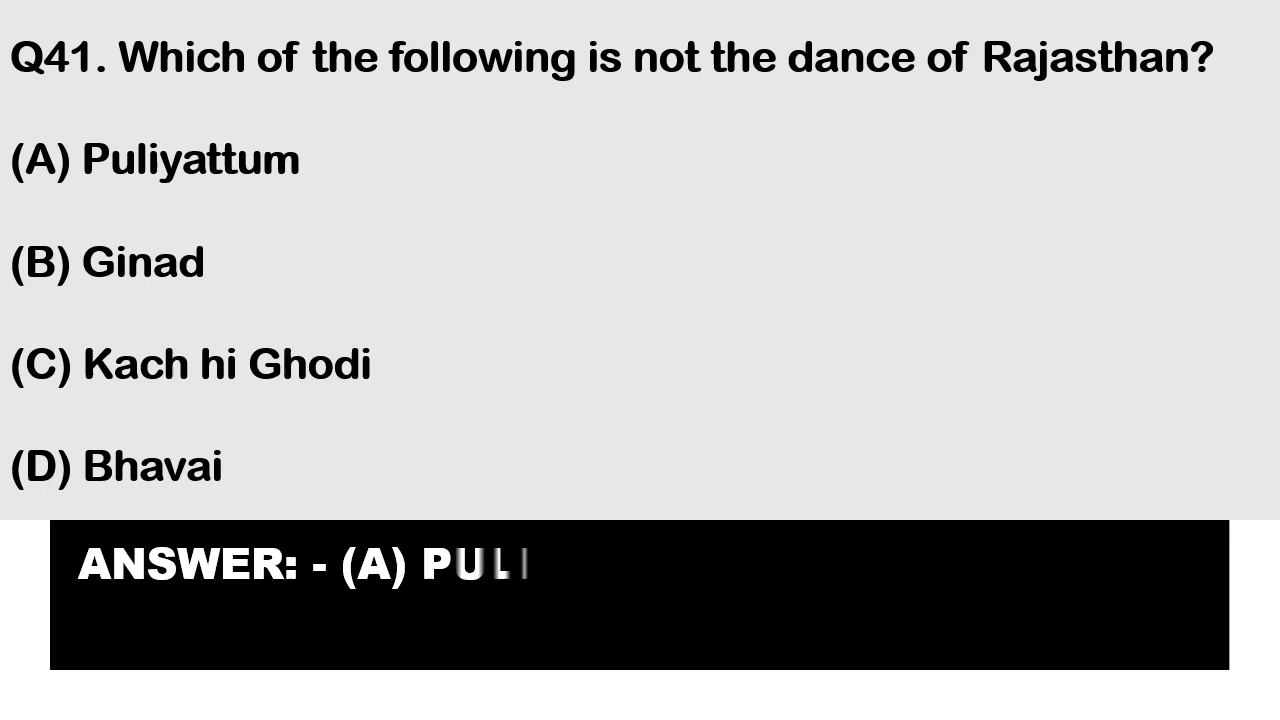 Q41. Which of the following is not the dance of Rajasthan?
(A) Puliyattum
(B) Ginad
(C) Kach hi Ghodi
(D) Bhavai
ANSWER: - (A) PULI